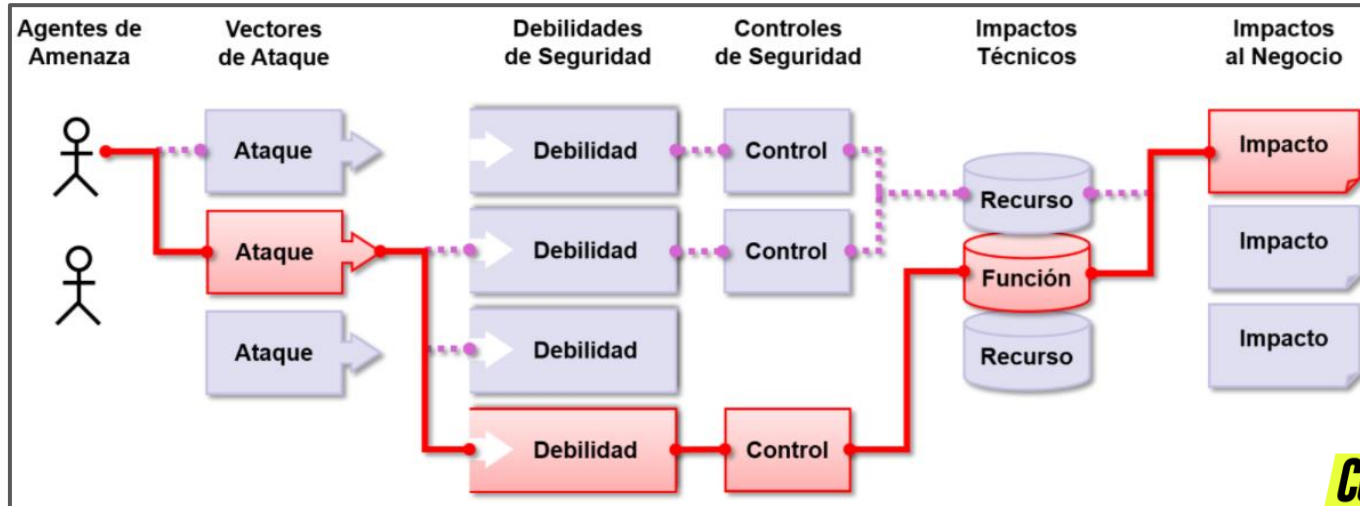 Agentes de Amenaza
Vectores de Ataque
Debilidades de Seguridad
Controles de Seguridad
Impactos Técnicos
Impactos al Negocio
Ataque
Debilidad
Control
Recurso
Impacto
Ataque
Debilidad
Control
Función
Impacto
Ataque
Debilidad
Recurso
Impacto
Debilidad
Control